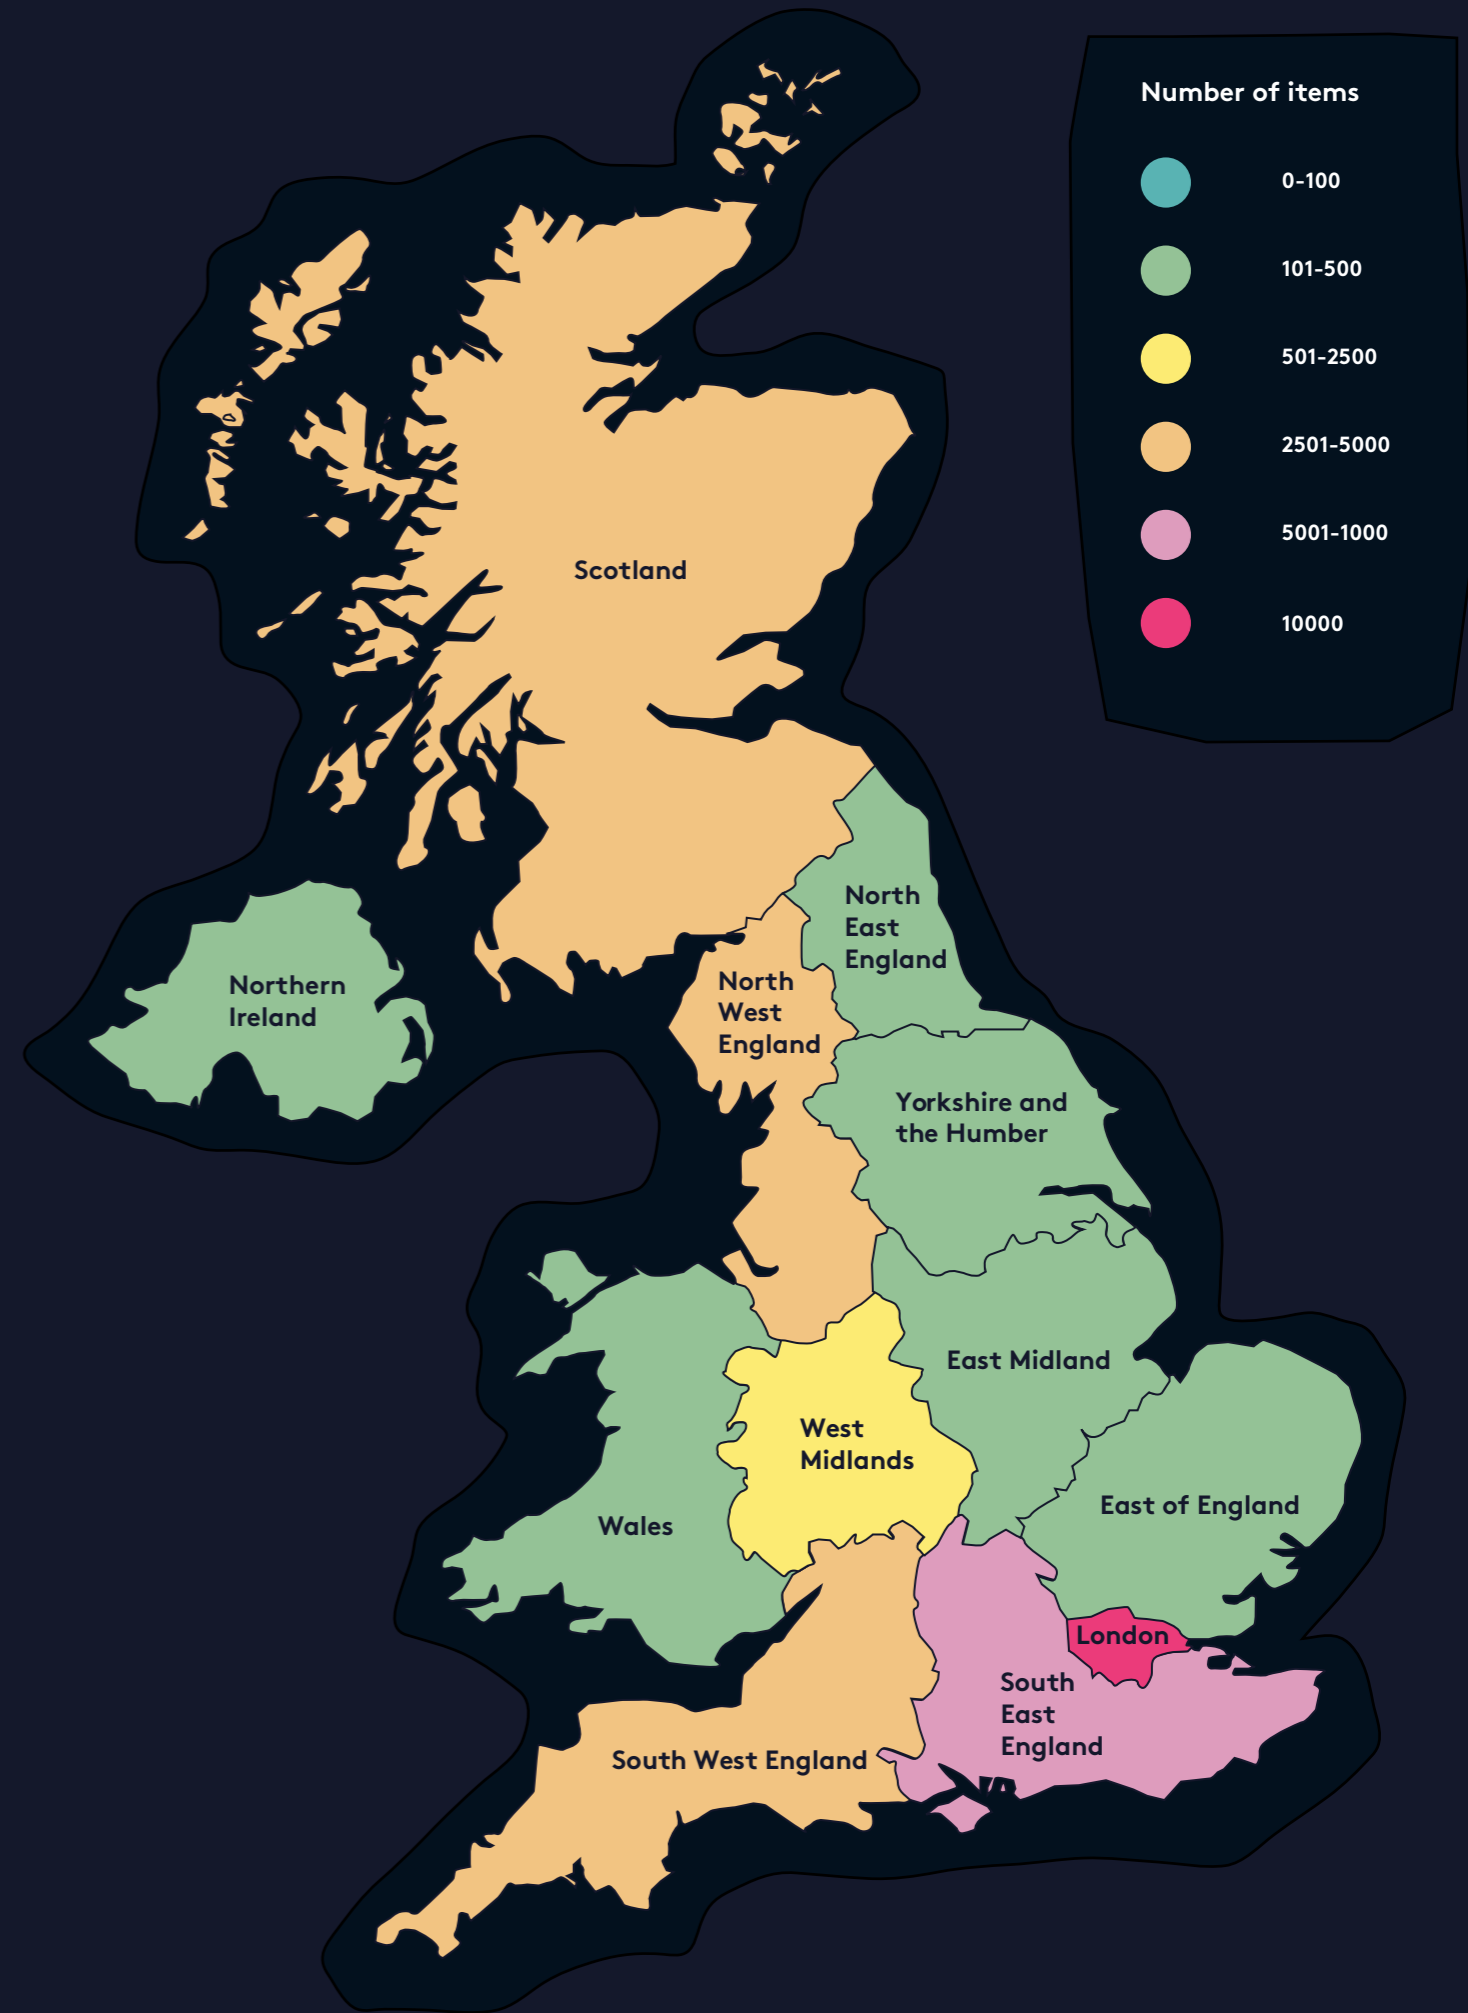 Number of items
0-100
101-500
501-2500
2501-5000
5001-1000
10000
Scotland
North
East
England
Northern
Ireland
North
West
England
Yorkshire and
the Humber
East Midland
West
Midlands
East of England
Wales
London
South
East
England
South West England